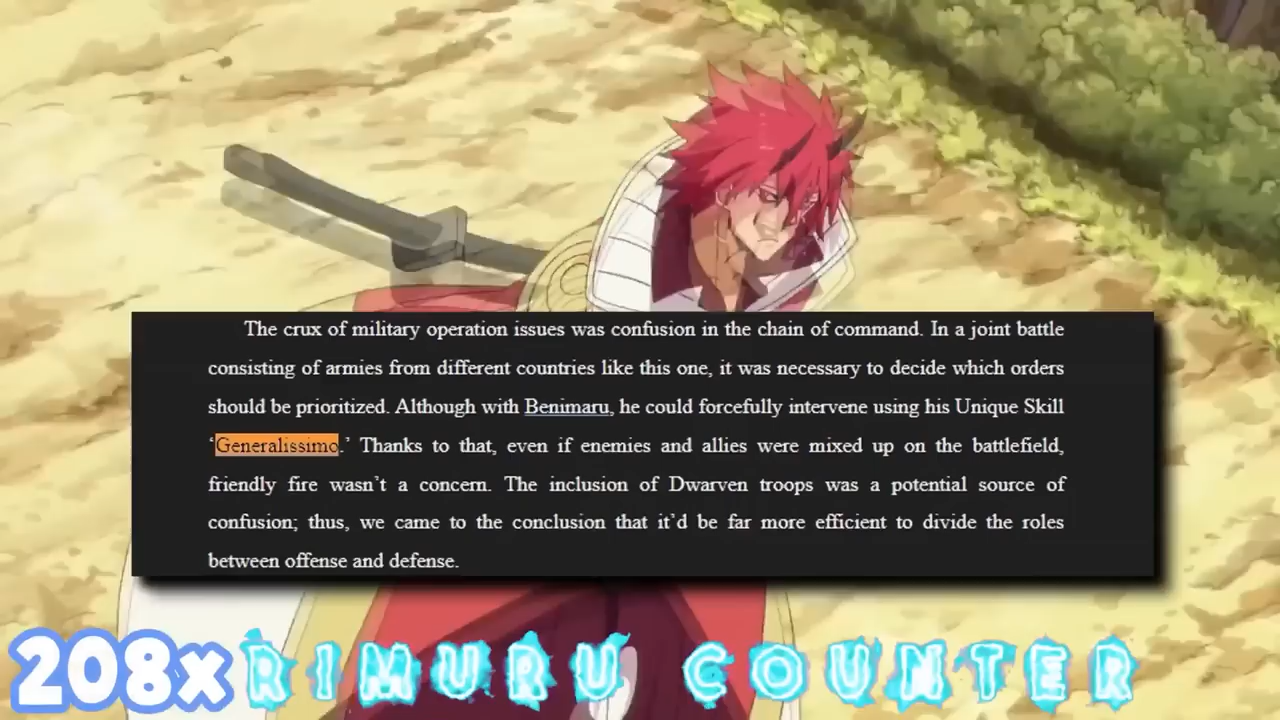 The crux of military operation issues was confusion in the chain of command. In a joint battle
consisting of armies from different countries like this one, it was necessary to decide which orders
should be prioritized. Although with Benimaru, he could forcefully intervene using his Unique Skill
‘Generalissimo.’ Thanks to that, even if enemies and allies were mixed up on the battlefield,
friendly fire wasn’t a concern. The inclusion of Dwarven troops was a potential source of
confusion; thus, we came to the conclusion that it’d be far more efficient to divide the roles
between offense and defense.
208x RIMURU COUNTER